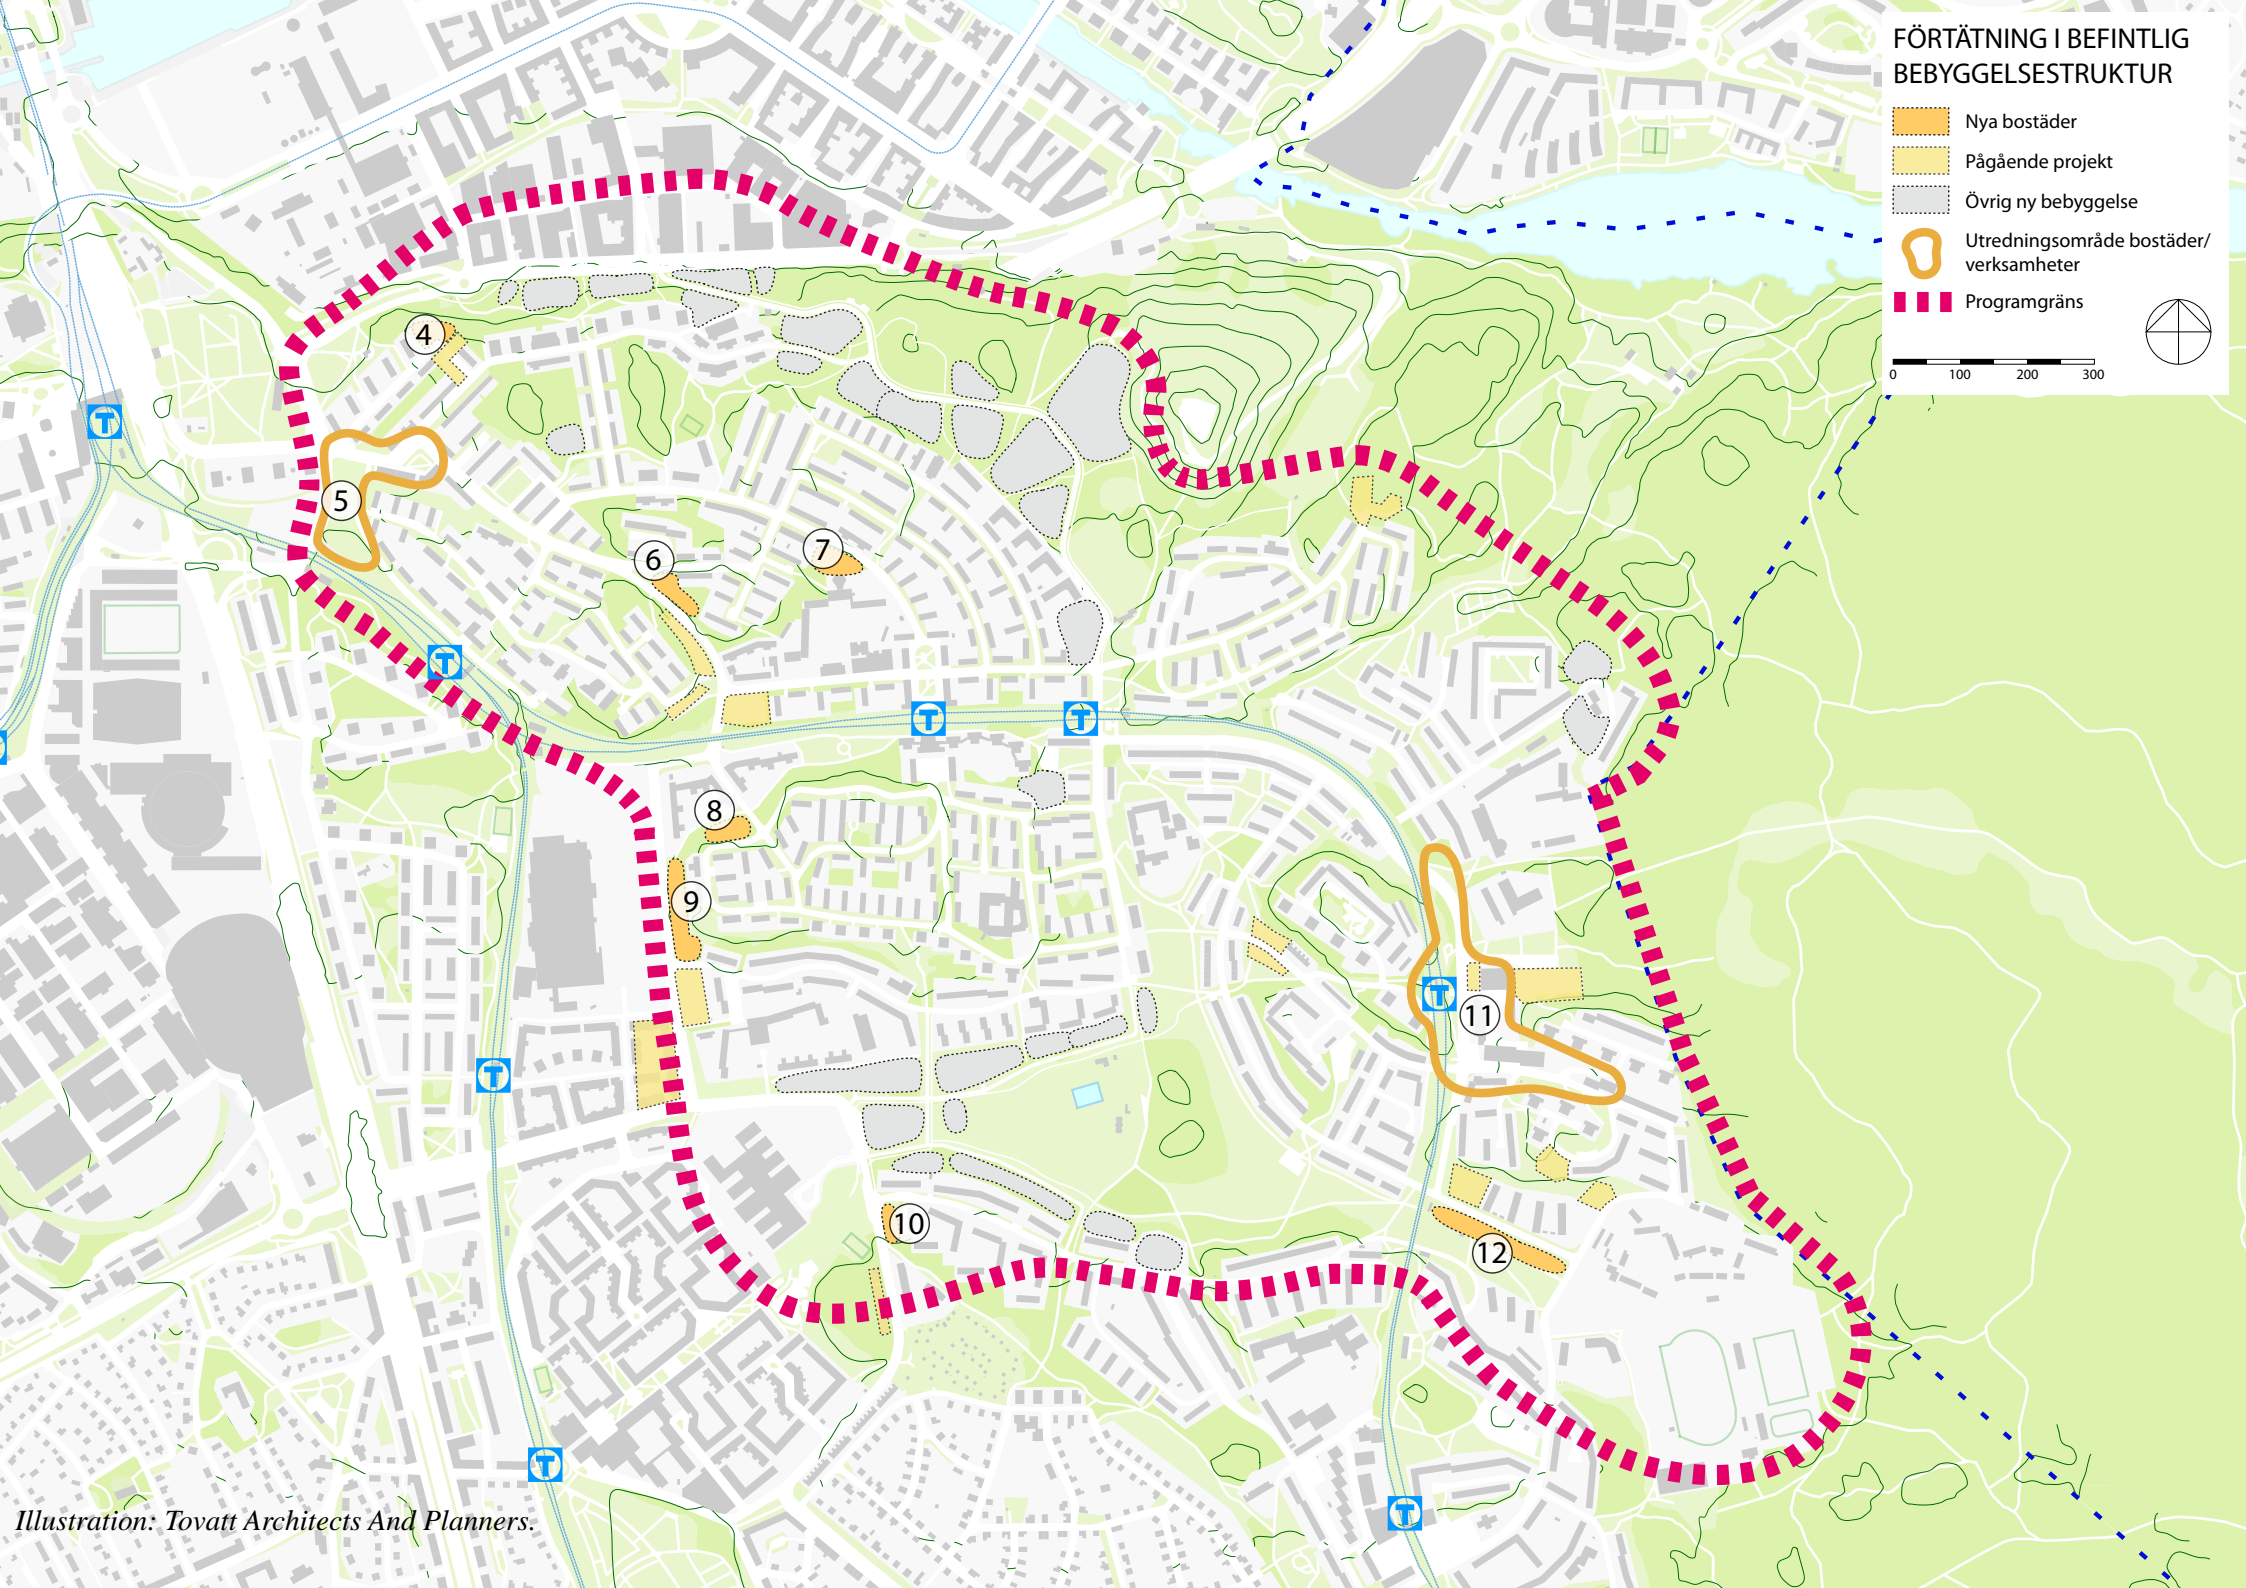 FÖRTÄTNING I BEFINTLIG
BEBYGGELSESTRUKTUR
Nya bostäder
Pågående projekt
Övrig ny bebyggelse
Utredningsområde bostäder/
verksamheter
Programgräns
0 100 200 300
4
T
5
7
6
T
T
T
8
9
T
11
T
10
12
T
T
Illustration: Tovatt Architects And Planners.